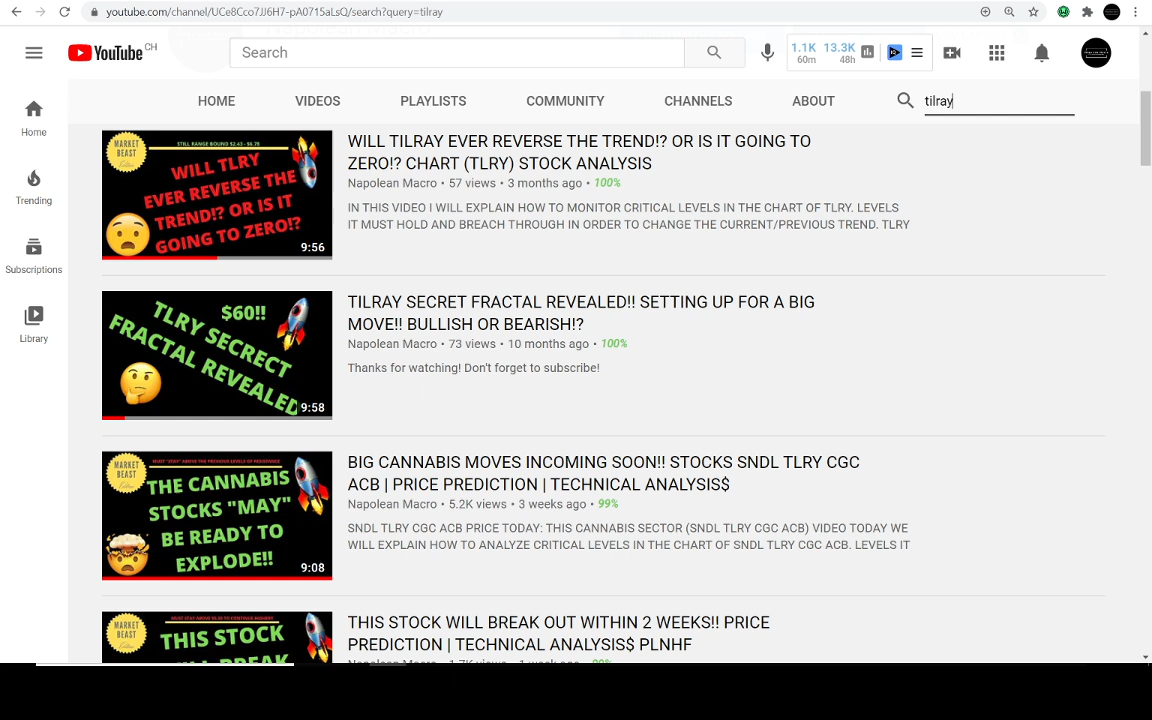 youtube.com/channel/UCe8Cco7JJ6H7-pA0715aLsQ/search?query=tilray
YouTube CH
Search
1.1K 13.3K
60m 48h
HOME VIDEOS PLAYLISTS COMMUNITY CHANNELS ABOUT tilray
Home
Trending
Subscriptions
Library
MARKET BEAST
STILL RANGE BOUND $2.43 - $6.78
WILL TLRY
EVER REVERSE THE
TREND!? OR IS IT
GOING TO ZERO!?
9:56
WILL TILRAY EVER REVERSE THE TREND!? OR IS IT GOING TO
ZERO!? CHART (TLRY) STOCK ANALYSIS
Napolean Macro • 57 views • 3 months ago • 100%
IN THIS VIDEO I WILL EXPLAIN HOW TO MONITOR CRITICAL LEVELS IN THE CHART OF TLRY. LEVELS
IT MUST HOLD AND BREACH THROUGH IN ORDER TO CHANGE THE CURRENT/PREVIOUS TREND. TLRY
$60!!
TLRY SECRECT
FRACTAL REVEALED
9:58
TILRAY SECRET FRACTAL REVEALED!! SETTING UP FOR A BIG
MOVE!! BULLISH OR BEARISH!?
Napolean Macro • 73 views • 10 months ago • 100%
Thanks for watching! Don't forget to subscribe!
MARKET BEAST
THE CANNABIS
STOCKS "MAY"
BE READY TO
EXPLODE!!
9:08
BIG CANNABIS MOVES INCOMING SOON!! STOCKS SNDL TLRY CGC
ACB | PRICE PREDICTION | TECHNICAL ANALYSIS$
Napolean Macro • 5.2K views • 3 weeks ago • 99%
SNDL TLRY CGC ACB PRICE TODAY: THIS CANNABIS SECTOR (SNDL TLRY CGC ACB) VIDEO TODAY WE
WILL EXPLAIN HOW TO ANALYZE CRITICAL LEVELS IN THE CHART OF SNDL TLRY CGC ACB. LEVELS IT
MARKET BEAST
THIS STOCK
THIS STOCK WILL BREAK OUT WITHIN 2 WEEKS!! PRICE
PREDICTION | TECHNICAL ANALYSIS$ PLNHF